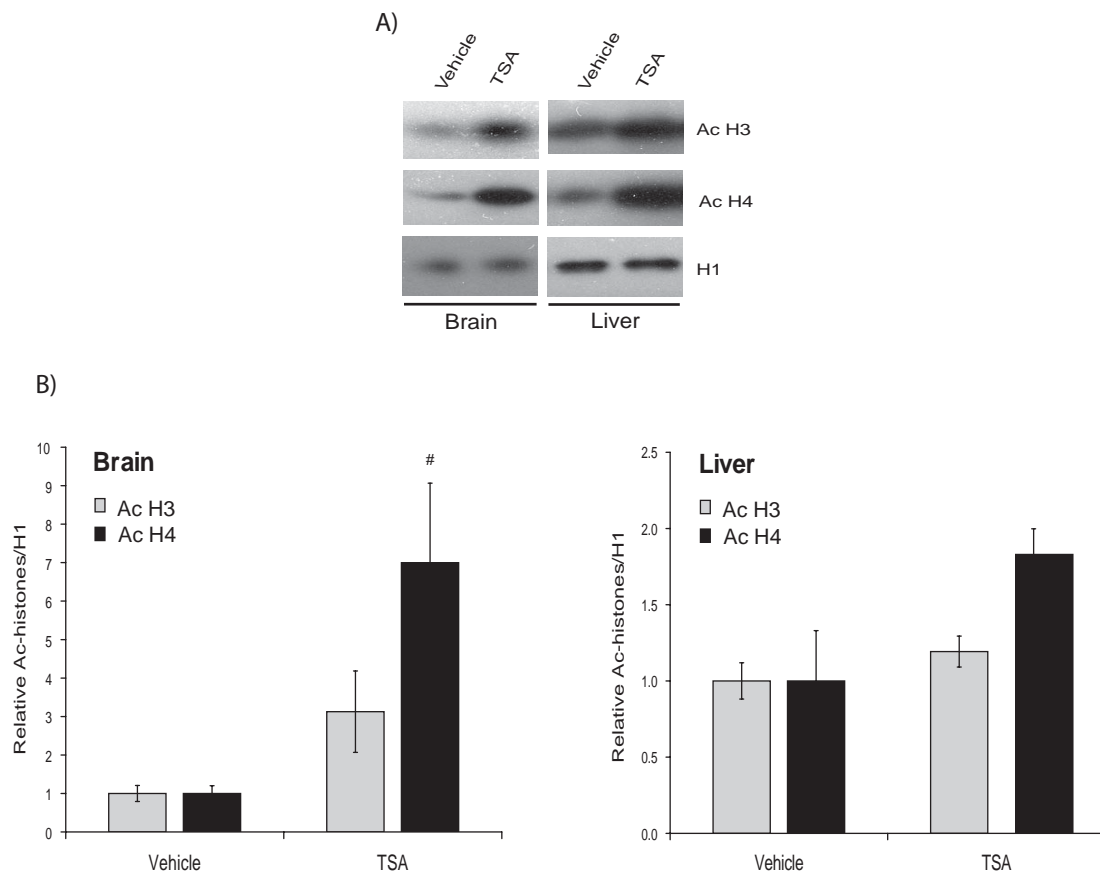 A)
Vehicle TSA Vehicle TSA
Ac H3
Ac H4
H1
Brain Liver
B)
Brain
#
Ac H3
Ac H4
Relative Ac-histones/H1
10
9
8
7
6
5
4
3
2
1
0
Vehicle TSA
Liver
Ac H3
Ac H4
Relative Ac-histones/H1
2.5
2.0
1.5
1.0
0.5
0.0
Vehicle TSA